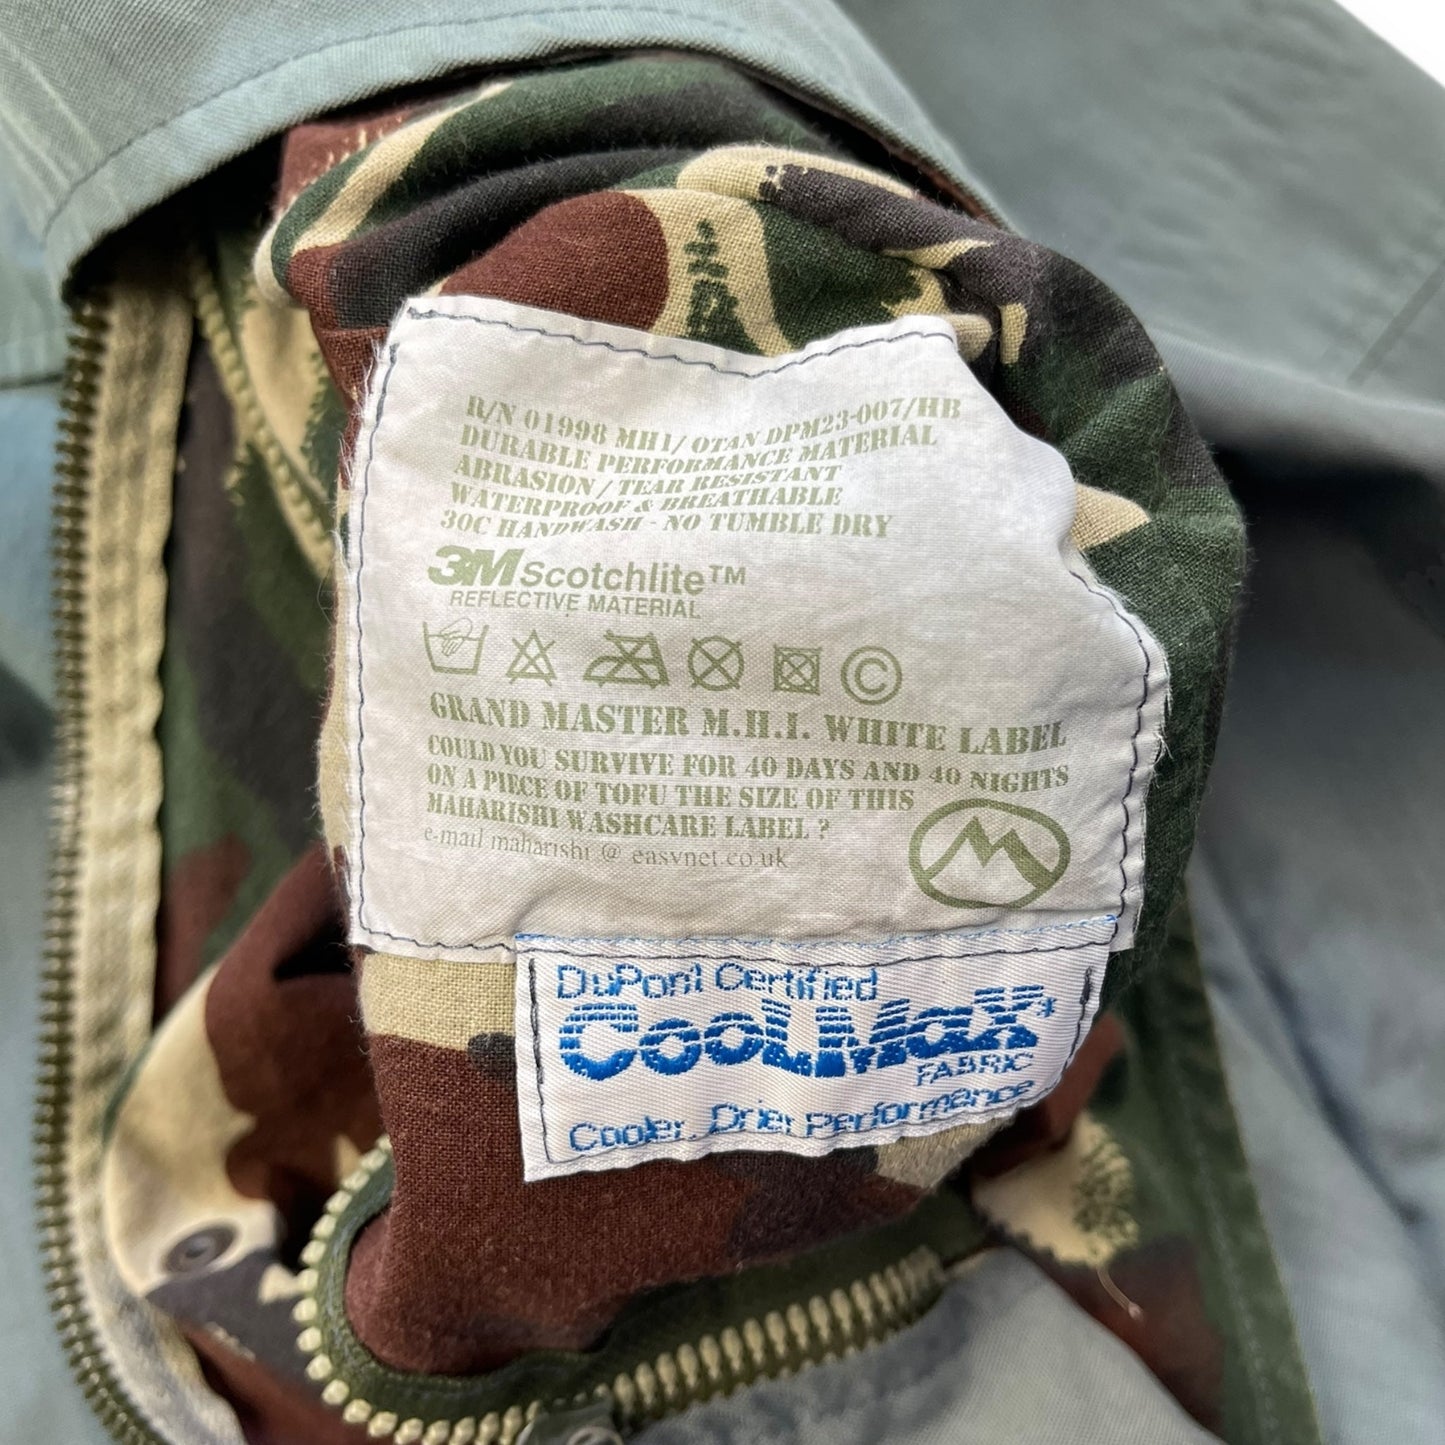 R/N 01998 MH1/ OTAN DPM23-007/HB
DURABLE PERFORMANCE MATERIAL
ABRASION / TEAR RESISTANT
WATERPROOF & BREATHABLE
30C HANDWASH - NO TUMBLE DRY
3M Scotchlite™
REFLECTIVE MATERIAL
©
GRAND MASTER M.H.I. WHITE LABEL
COULD YOU SURVIVE FOR 40 DAYS AND 40 NIGHTS
ON A PIECE OF TOFU THE SIZE OF THIS
MAHARISHI WASHCARE LABEL ?
e-mail maharishi @ easynet.co.uk
DuPont Certified
CoolMax*
FABRIC
Cooler, Drier Performance